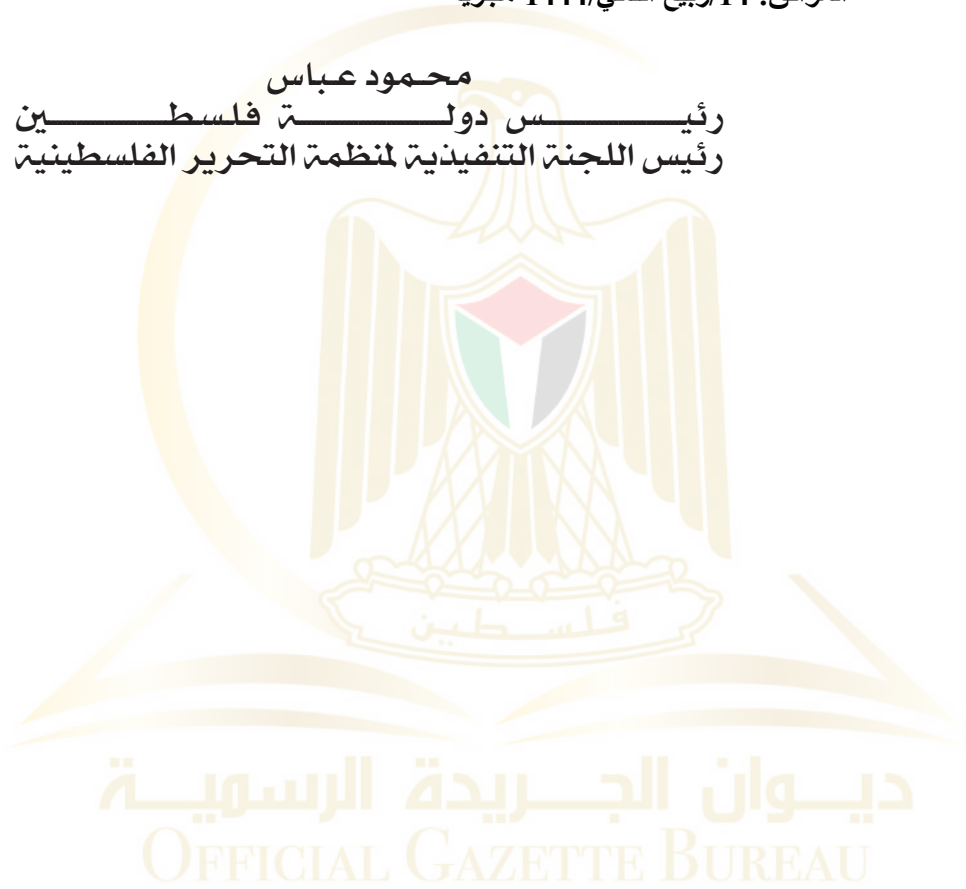 محمود عباس
رئيس دولة فلسطين
رئيس اللجنة التنفيذية لمنظمة التحرير الفلسطينية
فلسطين
ديوان الجريدة الرسمية
OFFICIAL GAZETTE BUREAU